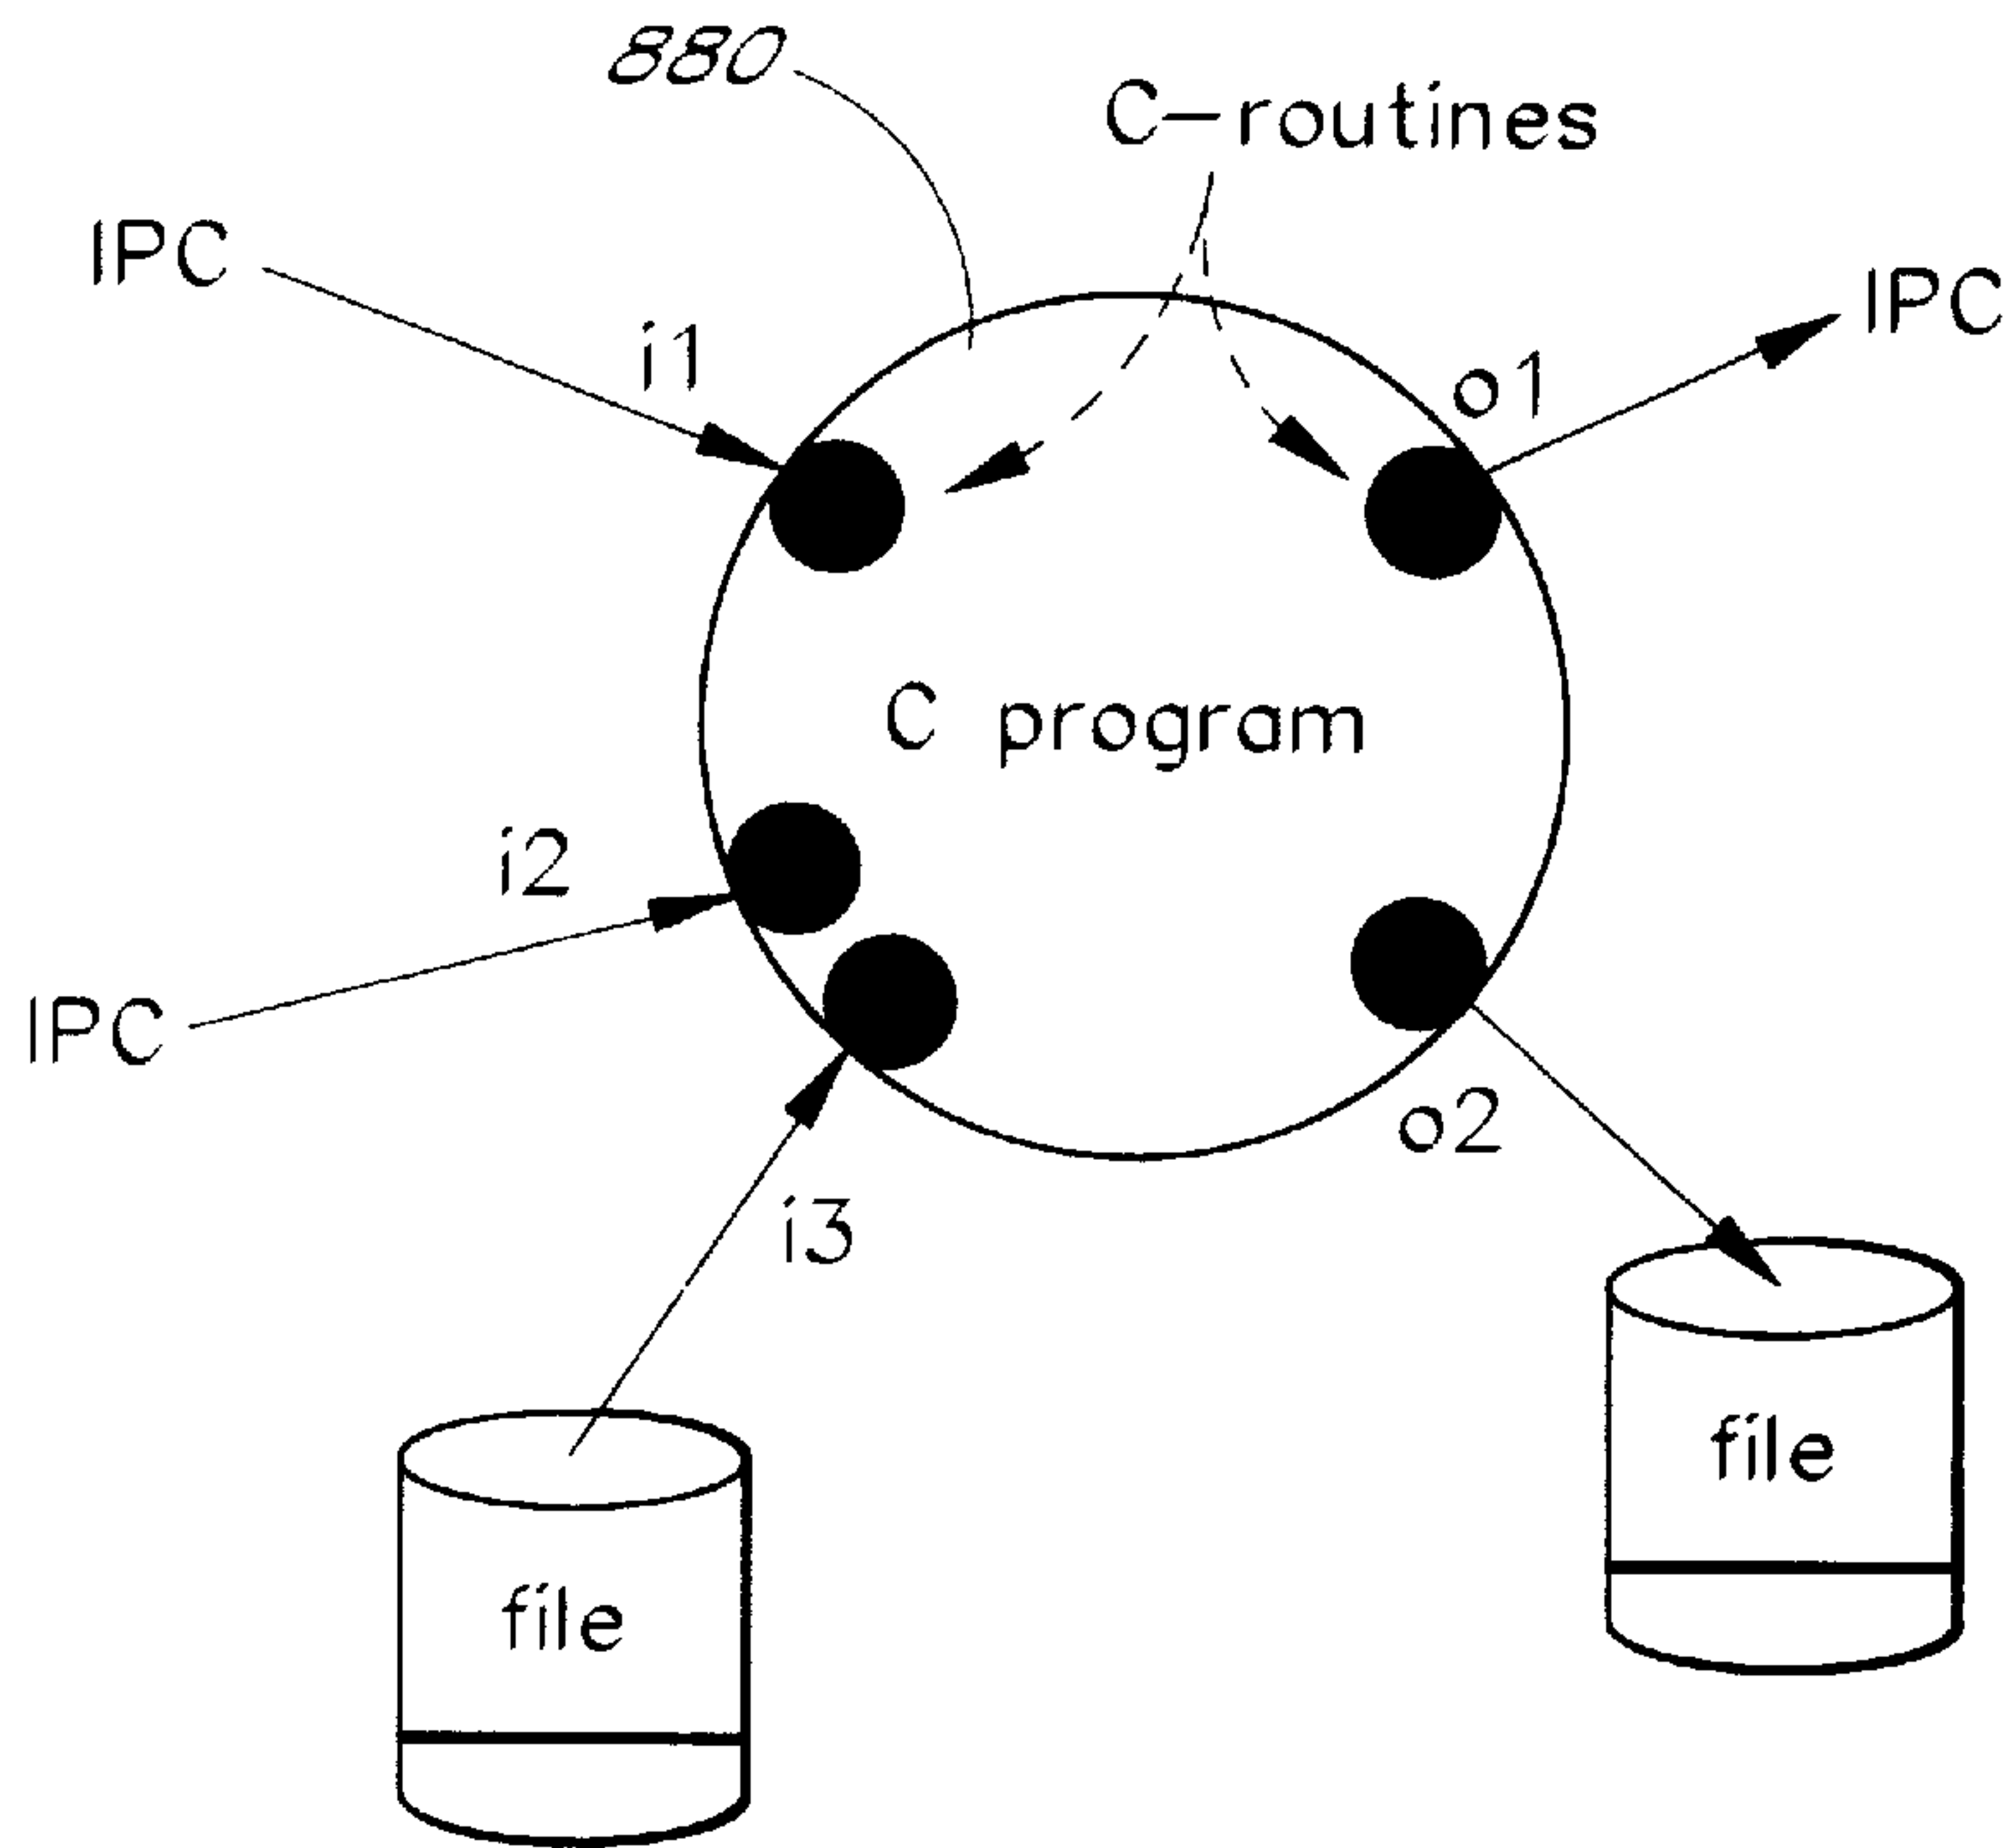 880
C-routines
IPC
IPC
i1
o1
C program
i2
IPC
o2
i3
file
file